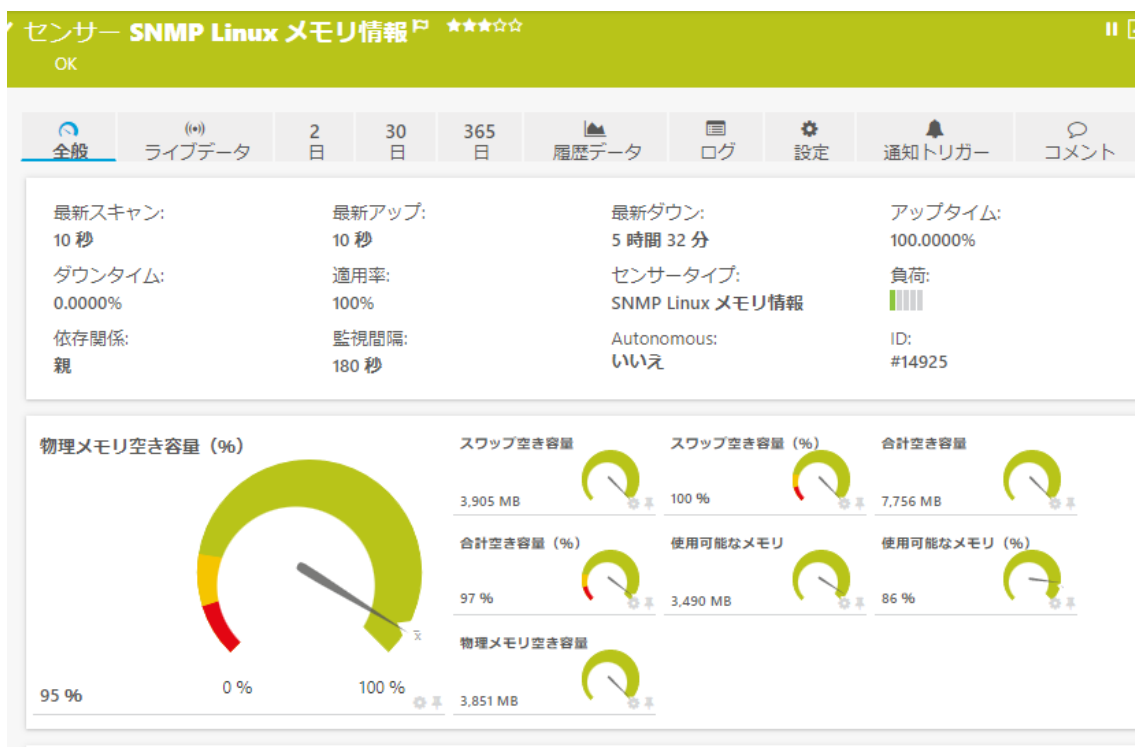 センサー SNMP Linux メモリ情報
OK
全般 ライブデータ 2日 30日 365日 履歴データ ログ 設定 通知トリガー コメント
最新スキャン: 最新アップ: 最新ダウン: アップタイム:
10 秒 10 秒 5 時間 32 分 100.0000%
ダウンタイム: 適用率: センサータイプ: 負荷:
0.0000% 100% SNMP Linux メモリ情報
依存関係: 監視間隔: Autonomous: ID:
親 180 秒 いいえ #14925
物理メモリ空き容量（%）
95 %
0 % 100 %
x̄
スワップ空き容量
3,905 MB
スワップ空き容量（%）
100 %
合計空き容量
7,756 MB
合計空き容量（%）
97 %
使用可能なメモリ
3,490 MB
使用可能なメモリ（%）
86 %
物理メモリ空き容量
3,851 MB